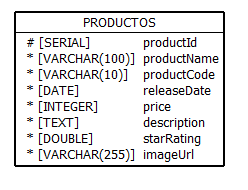 PRODUCTOS
# [SERIAL] productId
* [VARCHAR(100)] productName
* [VARCHAR(10)] productCode
* [DATE] releaseDate
* [INTEGER] price
* [TEXT] description
* [DOUBLE] starRating
* [VARCHAR(255)] imageUrl